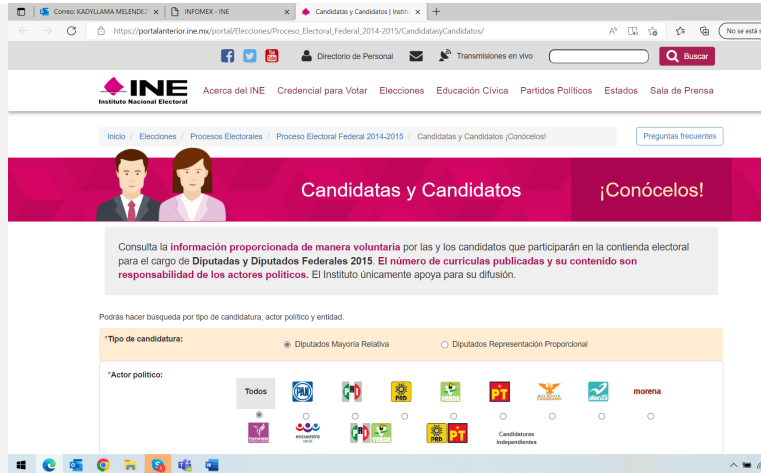 Correo: KADYLLAMA MELENDEZ
INFOMEX - INE
Candidatas y Candidatos | Institu
https://portalanterior.ine.mx/portal/Elecciones/Proceso_Electoral_Federal_2014-2015/CandidatasyCandidatos/
No se está s
Directorio de Personal
Transmisiones en vivo
Buscar
INE
Instituto Nacional Electoral
Acerca del INE Credencial para Votar Elecciones Educación Cívica Partidos Políticos Estados Sala de Prensa
Inicio / Elecciones / Procesos Electorales / Proceso Electoral Federal 2014-2015 / Candidatas y Candidatos ¡Conócelos!
Preguntas frecuentes
Candidatas y Candidatos
¡Conócelos!
Consulta la información proporcionada de manera voluntaria por las y los candidatos que participarán en la contienda electoral
para el cargo de Diputadas y Diputados Federales 2015. El número de curriculas publicadas y su contenido son
responsabilidad de los actores políticos. El Instituto únicamente apoya para su difusión.
Podrás hacer búsqueda por tipo de candidatura, actor político y entidad.
*Tipo de candidatura:
Diputados Mayoría Relativa
Diputados Representación Proporcional
*Actor político:
Todos PAN PRI PRD VERDE PT alianza morena
encuentro social
PRI VERDE
PRD PT
Candidaturas
independientes